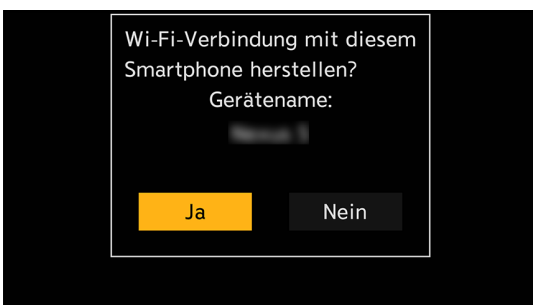 Wi-Fi-Verbindung mit diesem
Smartphone herstellen?
Gerätename:
Ja Nein